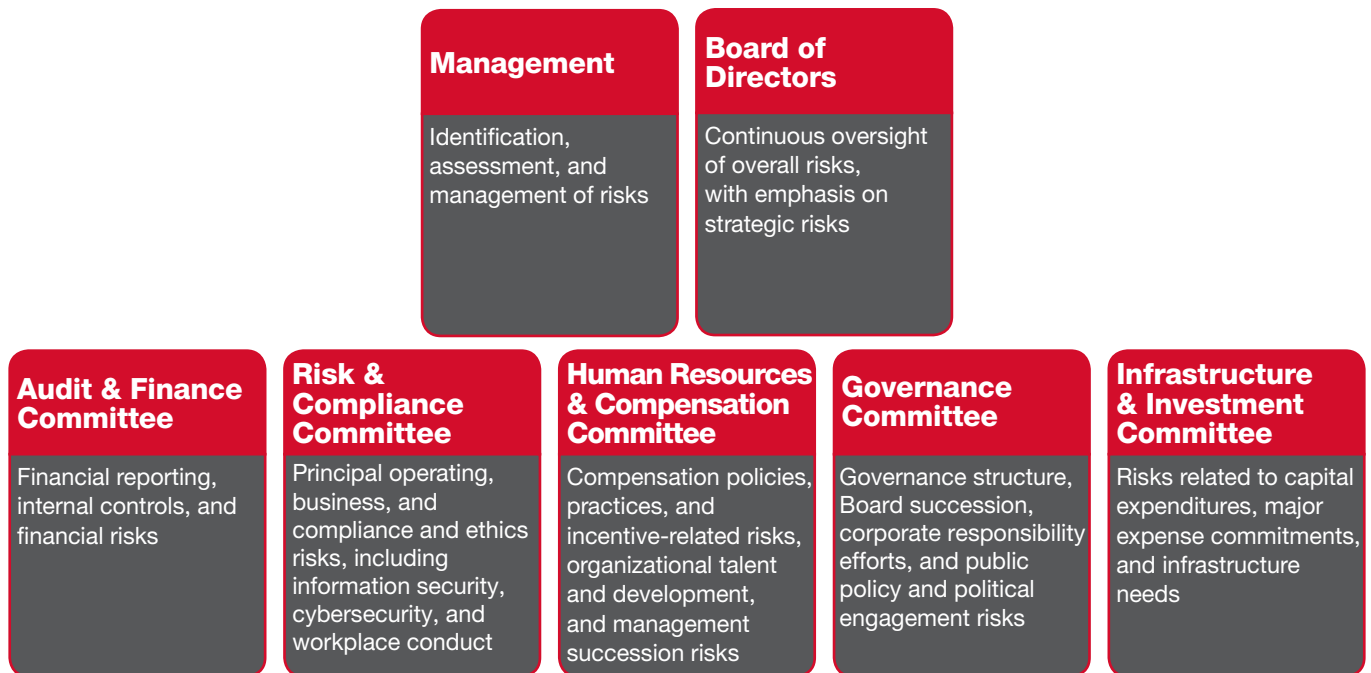 Management
Identification,
assessment, and
management of risks
Board of
Directors
Continuous oversight
of overall risks,
with emphasis on
strategic risks
Audit & Finance
Committee
Financial reporting,
internal controls, and
financial risks
Risk &
Compliance
Committee
Principal operating,
business, and
compliance and ethics
risks, including
information security,
cybersecurity, and
workplace conduct
Human Resources
& Compensation
Committee
Compensation policies,
practices, and
incentive-related risks,
organizational talent
and development,
and management
succession risks
Governance
Committee
Governance structure,
Board succession,
corporate responsibility
efforts, and public
policy and political
engagement risks
Infrastructure
& Investment
Committee
Risks related to capital
expenditures, major
expense commitments,
and infrastructure
needs